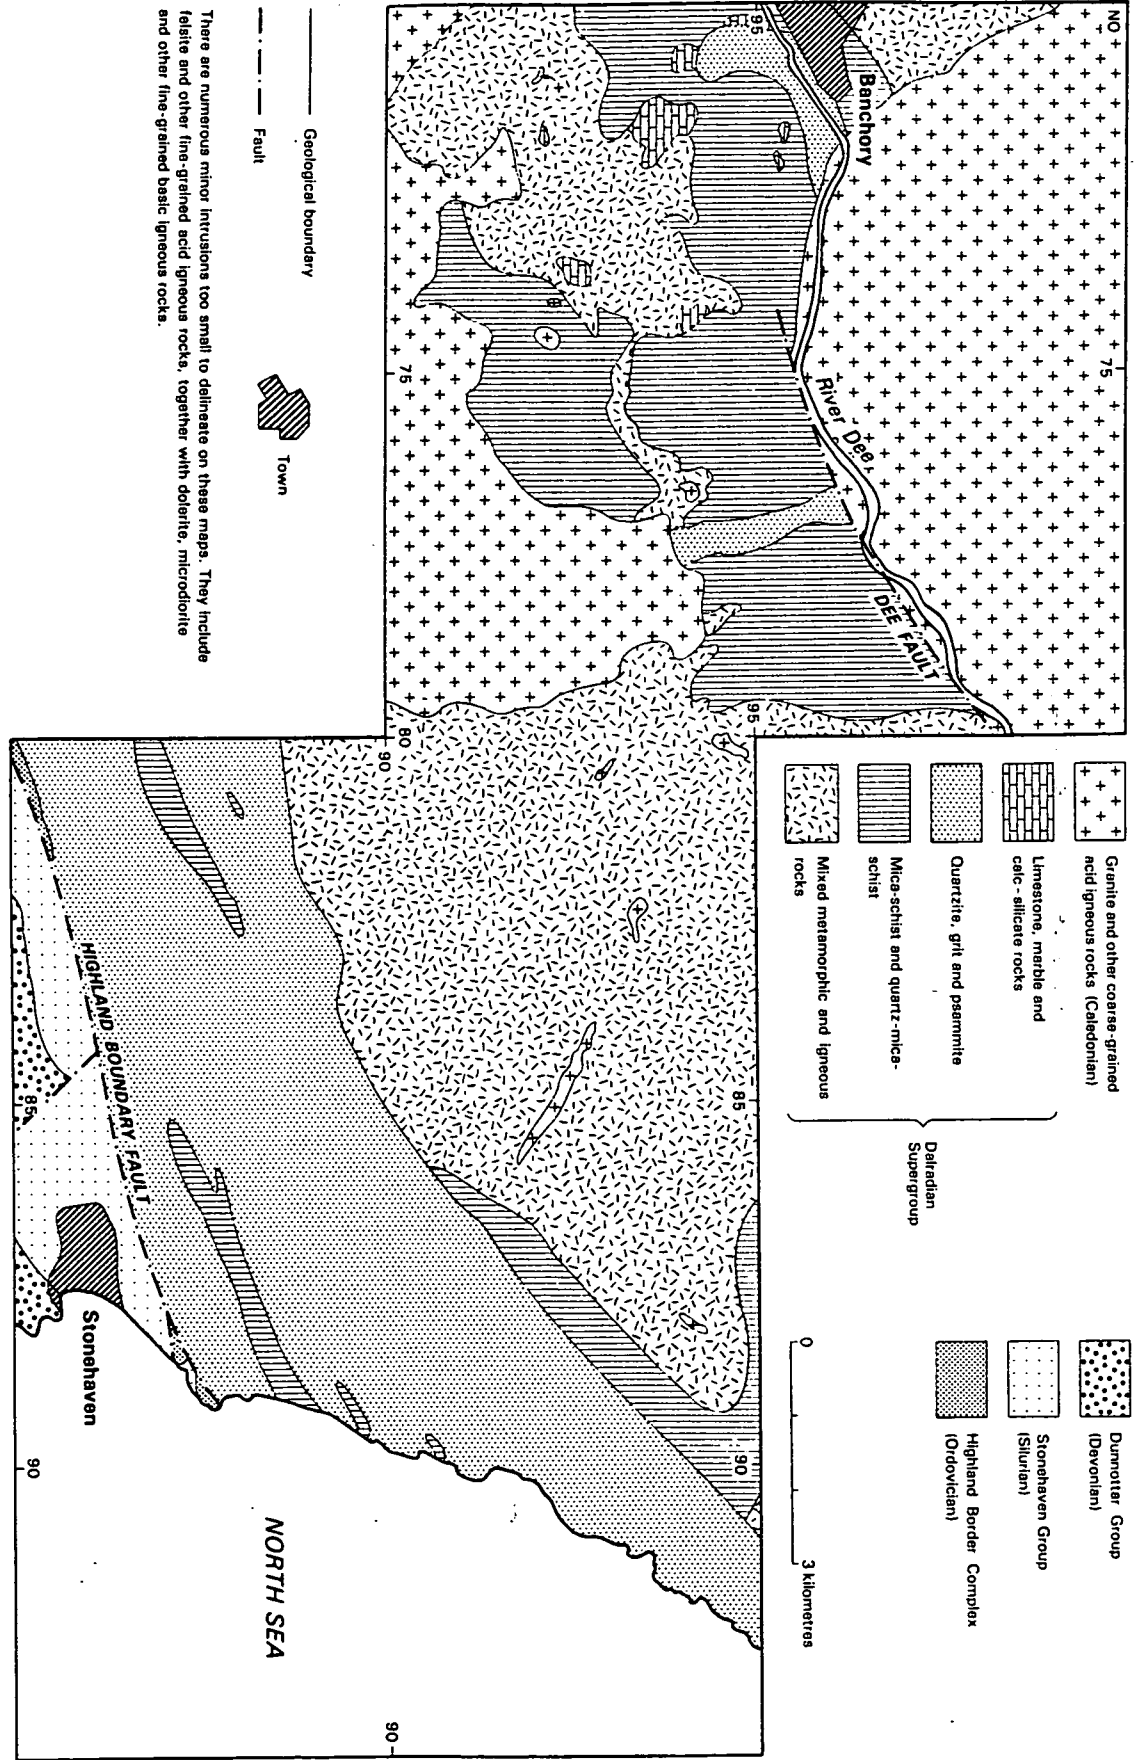 NO
Banchory
95
75
River Dee
DEE FAULT
75
95
80
90
85
HIGHLAND BOUNDARY FAULT
85
Stonehaven
90
90
90
NORTH SEA
Granite and other coarse-grained
acid igneous rocks (Caledonian)
Limestone, marble and
calc-silicate rocks
Quartzite, grit and psammite
Mica-schist and quartz-mica-
schist
Mixed metamorphic and igneous
rocks
Dalradian
Supergroup
Dunnottar Group
(Devonian)
Stonehaven Group
(Silurian)
Highland Border Complex
(Ordovician)
0
3 kilometres
Geological boundary
Fault
Town
There are numerous minor intrusions too small to delineate on these maps. They include
felsite and other fine-grained acid igneous rocks, together with dolerite, microdiorite
and other fine-grained basic igneous rocks.